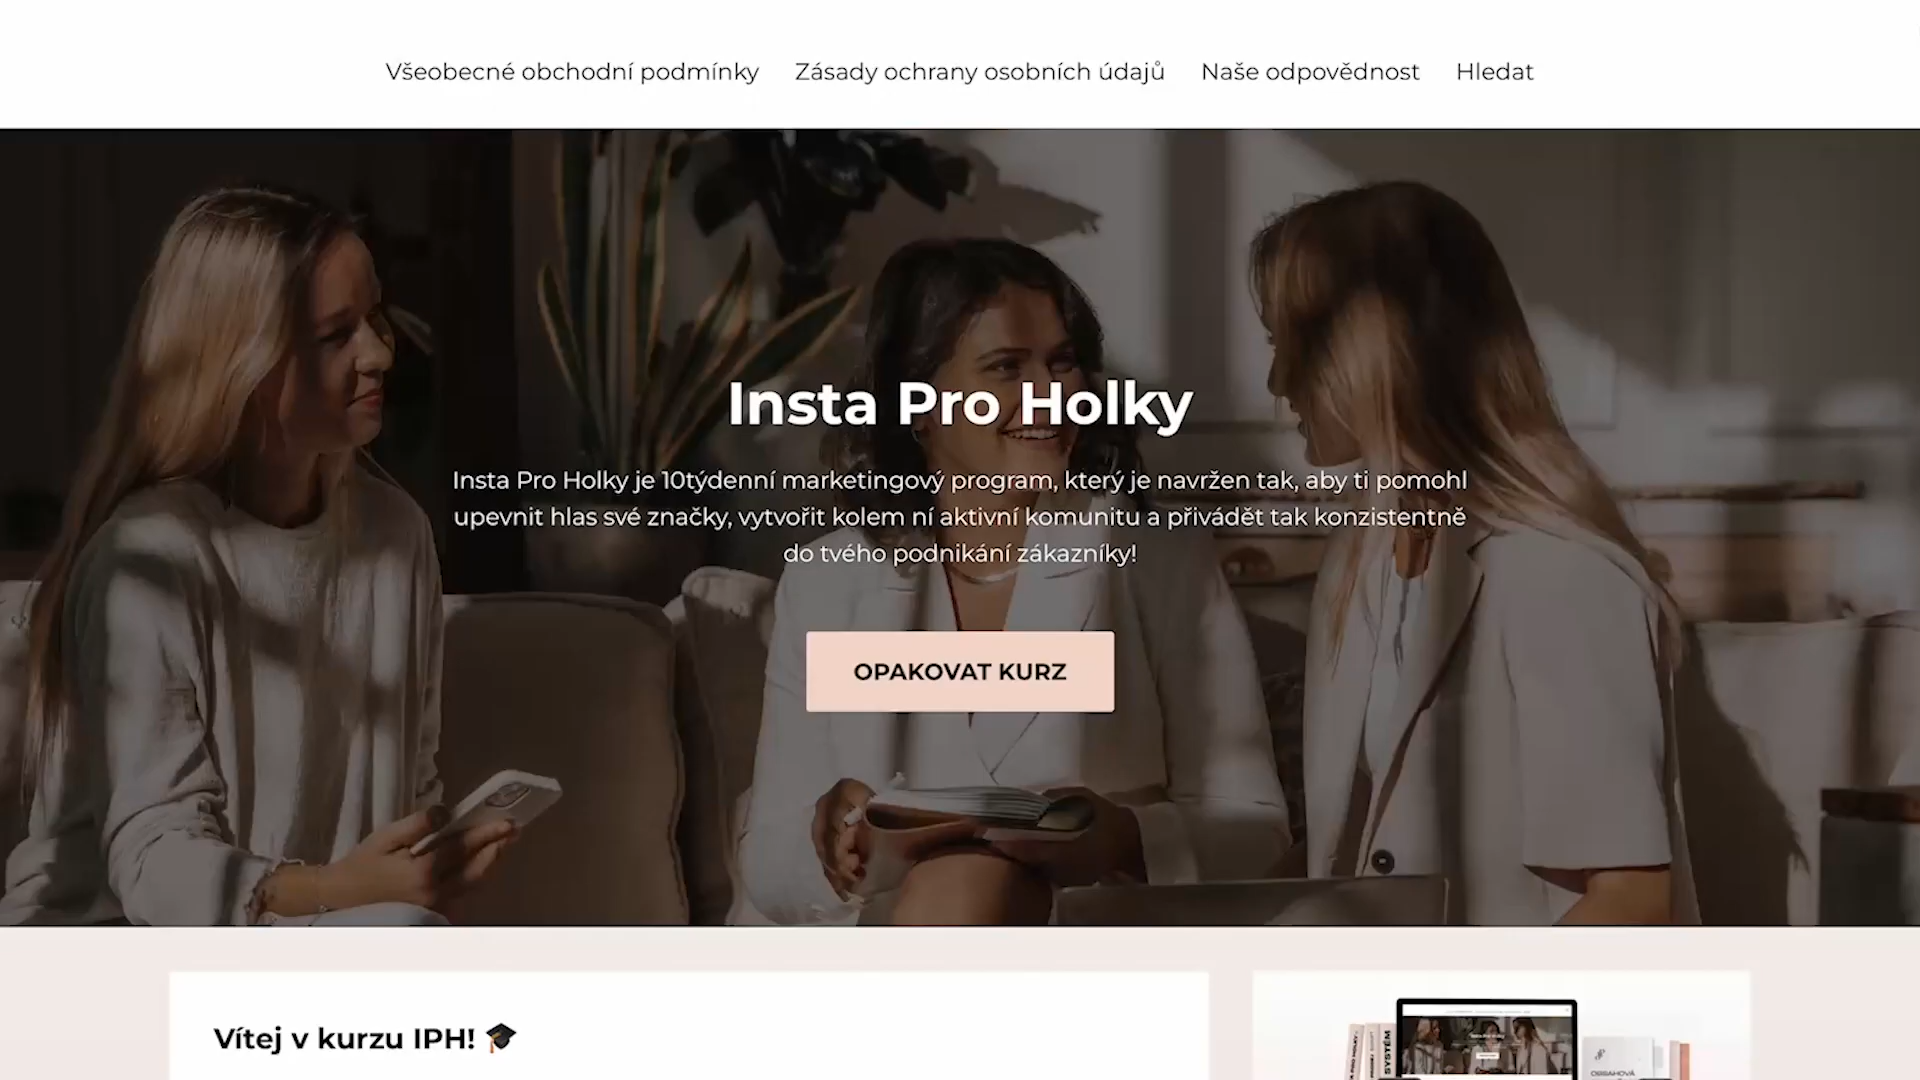 Všeobecné obchodní podmínky Zásady ochrany osobních údajů Naše odpovědnost Hledat
Insta Pro Holky
Insta Pro Holky je 10týdenní marketingový program, který je navržen tak, aby ti pomohl
upevnit hlas své značky, vytvořit kolem ní aktivní komunitu a přivádět tak konzistentně
do tvého podnikání zákazníky!
OPAKOVAT KURZ
Vítej v kurzu IPH! 🎓
SYSTÉM
OBSAHOVÁ